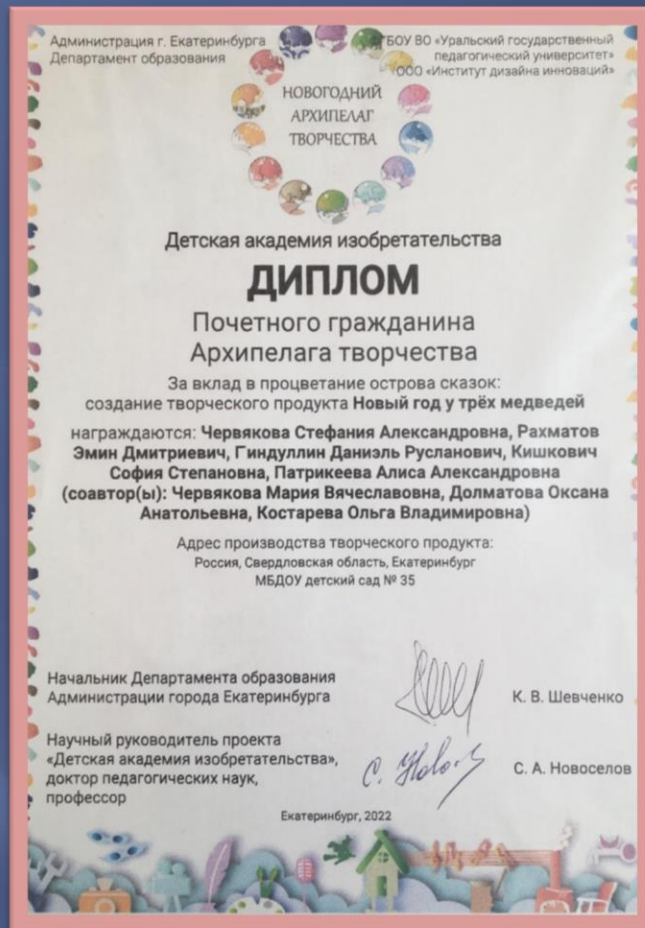 Администрация г. Екатеринбурга
Департамент образования
БОУ ВО «Уральский государственный
педагогический университет»
ООО «Институт дизайна инноваций»
НОВОГОДНИЙ
АРХИПЕЛАГ
ТВОРЧЕСТВА
Детская академия изобретательства
ДИПЛОМ
Почетного гражданина
Архипелага творчества
За вклад в процветание острова сказок:
создание творческого продукта Новый год у трёх медведей
награждаются: Червякова Стефания Александровна, Рахматов
Эмин Дмитриевич, Гиндуллин Даниэль Русланович, Кишкович
София Степановна, Патрикеева Алиса Александровна
(соавтор(ы): Червякова Мария Вячеславовна, Долматова Оксана
Анатольевна, Костарева Ольга Владимировна)
Адрес производства творческого продукта:
Россия, Свердловская область, Екатеринбург
МБДОУ детский сад № 35
Начальник Департамента образования
Администрации города Екатеринбурга
К. В. Шевченко
Научный руководитель проекта
«Детская академия изобретательства»,
доктор педагогических наук,
профессор
С. А. Новоселов
Екатеринбург, 2022